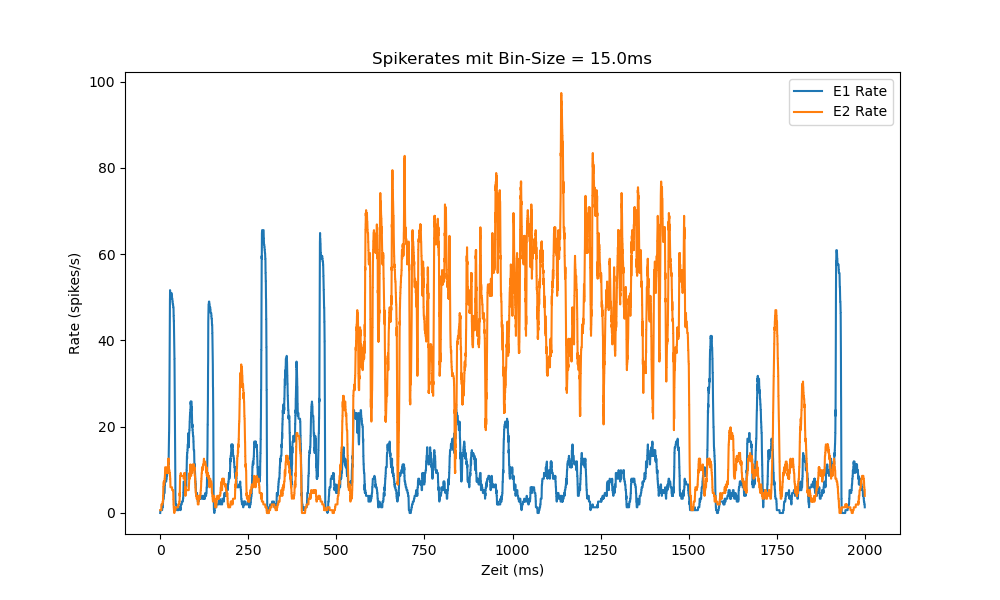 Spikerates mit Bin-Size = 15.0ms
E1 Rate
E2 Rate
100
80
60
40
20
0
Rate (spikes/s)
0 250 500 750 1000 1250 1500 1750 2000
Zeit (ms)